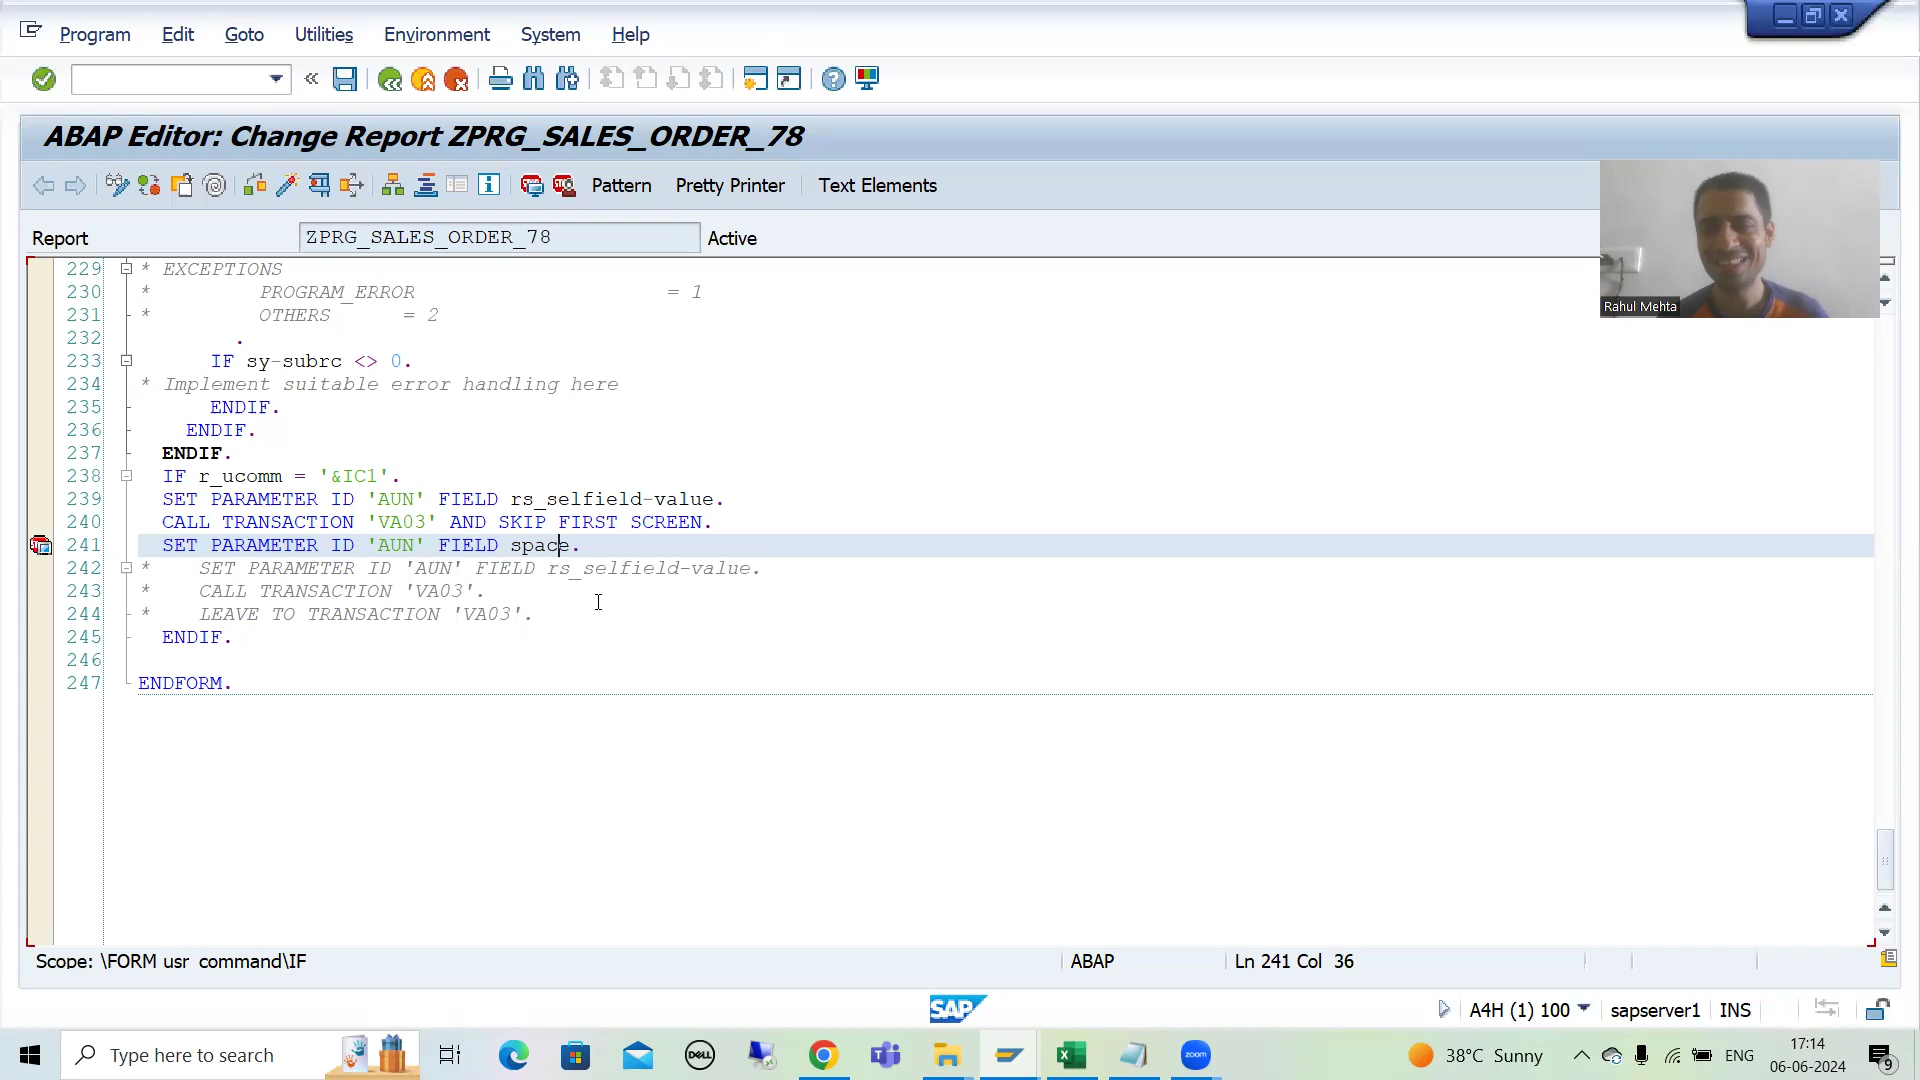 Program Edit Goto Utilities Environment System Help
ABAP Editor: Change Report ZPRG_SALES_ORDER_78
Pattern Pretty Printer Text Elements
Report ZPRG_SALES_ORDER_78 Active
Rahul Mehta
229 * EXCEPTIONS
230 * PROGRAM_ERROR = 1
231 * OTHERS = 2
232 .
233 IF sy-subrc <> 0.
234 * Implement suitable error handling here
235 ENDIF.
236 ENDIF.
237 ENDIF.
238 IF r_ucomm = '&IC1'.
239 SET PARAMETER ID 'AUN' FIELD rs_selfield-value.
240 CALL TRANSACTION 'VA03' AND SKIP FIRST SCREEN.
241 SET PARAMETER ID 'AUN' FIELD space.
242 * SET PARAMETER ID 'AUN' FIELD rs_selfield-value.
243 * CALL TRANSACTION 'VA03'.
244 * LEAVE TO TRANSACTION 'VA03'.
245 ENDIF.
246
247 ENDFORM.
Scope: \FORM usr_command\IF ABAP Ln 241 Col 36
SAP A4H (1) 100 sapserver1 INS
Type here to search DELL zoom 38°C Sunny ENG 17:14
06-06-2024 9